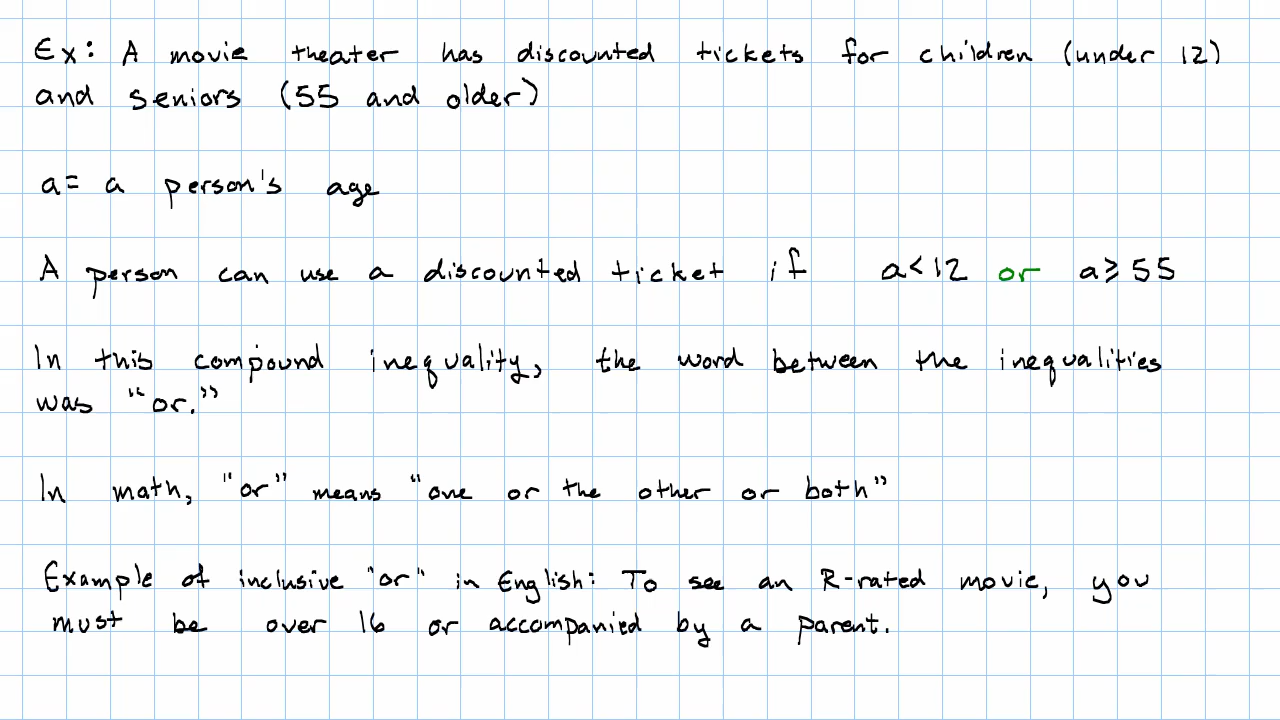 Ex: A movie theater has discounted tickets for children (under 12)
and seniors (55 and older)
a = a person's age
A person can use a discounted ticket if a < 12 or a ≥ 55
In this compound inequality, the word between the inequalities
was "or."
In math, "or" means "one or the other or both"
Example of inclusive "or" in English: To see an R-rated movie, you
must be over 16 or accompanied by a parent.